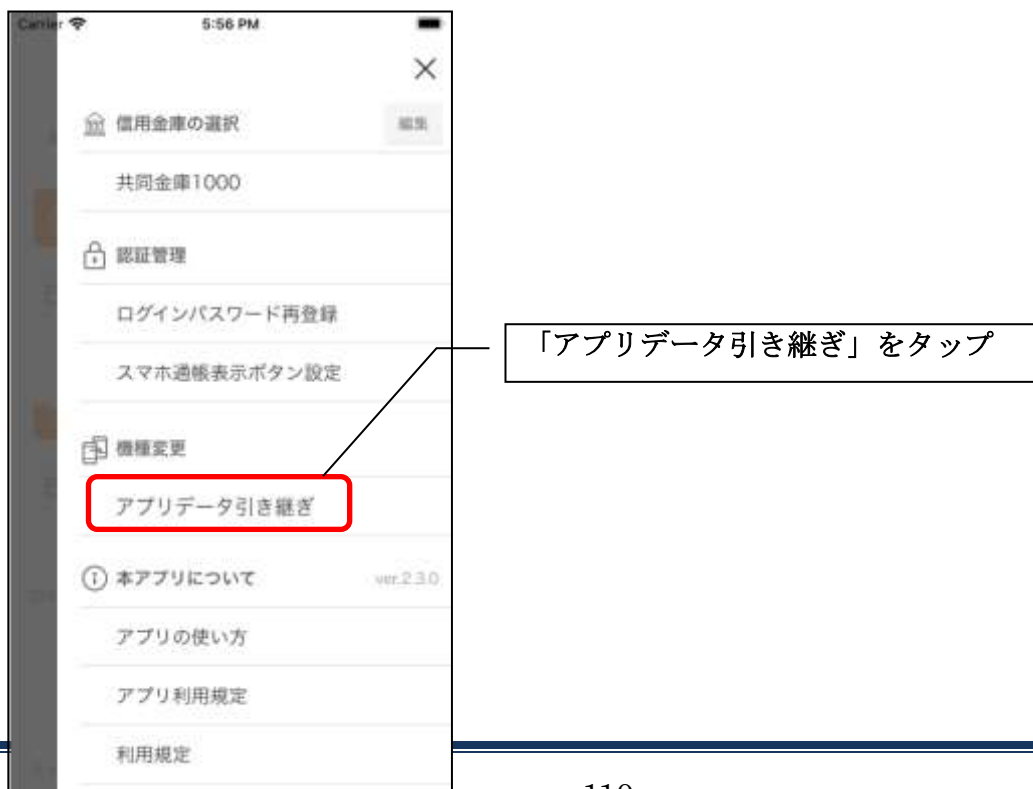 Carrier 5:56 PM
信用金庫の選択 編集
共同金庫1000
認証管理
ログインパスワード再登録
スマホ通帳表示ボタン設定
「アプリデータ引き継ぎ」をタップ
機種変更
アプリデータ引き継ぎ
本アプリについて ver.2.3.0
アプリの使い方
アプリ利用規定
利用規定